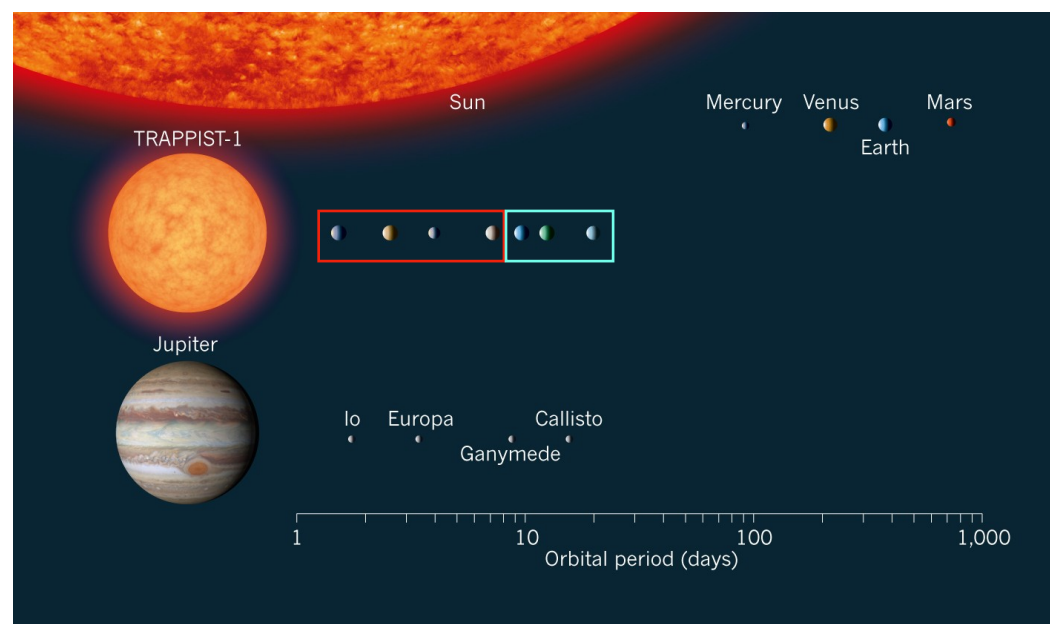 Sun
Mercury
Venus
Mars
Earth
TRAPPIST-1
Jupiter
Io
Europa
Callisto
Ganymede
1
10
100
1,000
Orbital period (days)